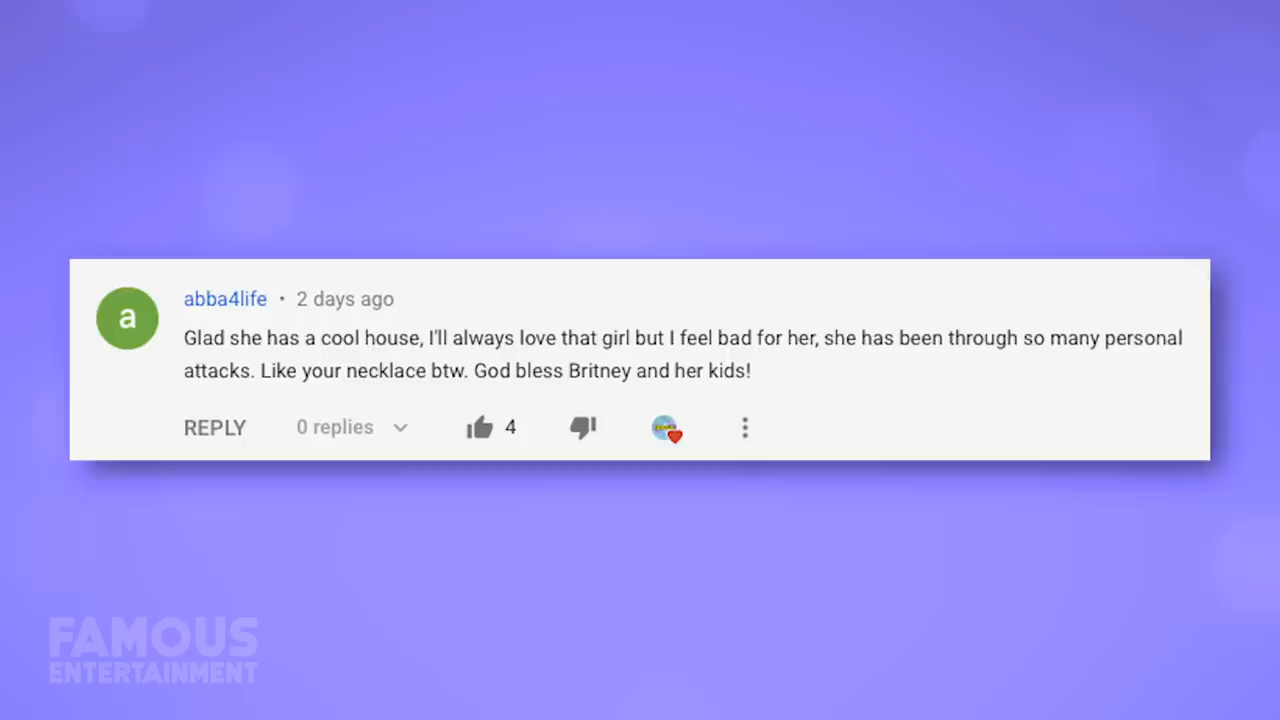 a
abba4life • 2 days ago
Glad she has a cool house, I'll always love that girl but I feel bad for her, she has been through so many personal
attacks. Like your necklace btw. God bless Britney and her kids!
REPLY 0 replies 4
FAMOUS
ENTERTAINMENT